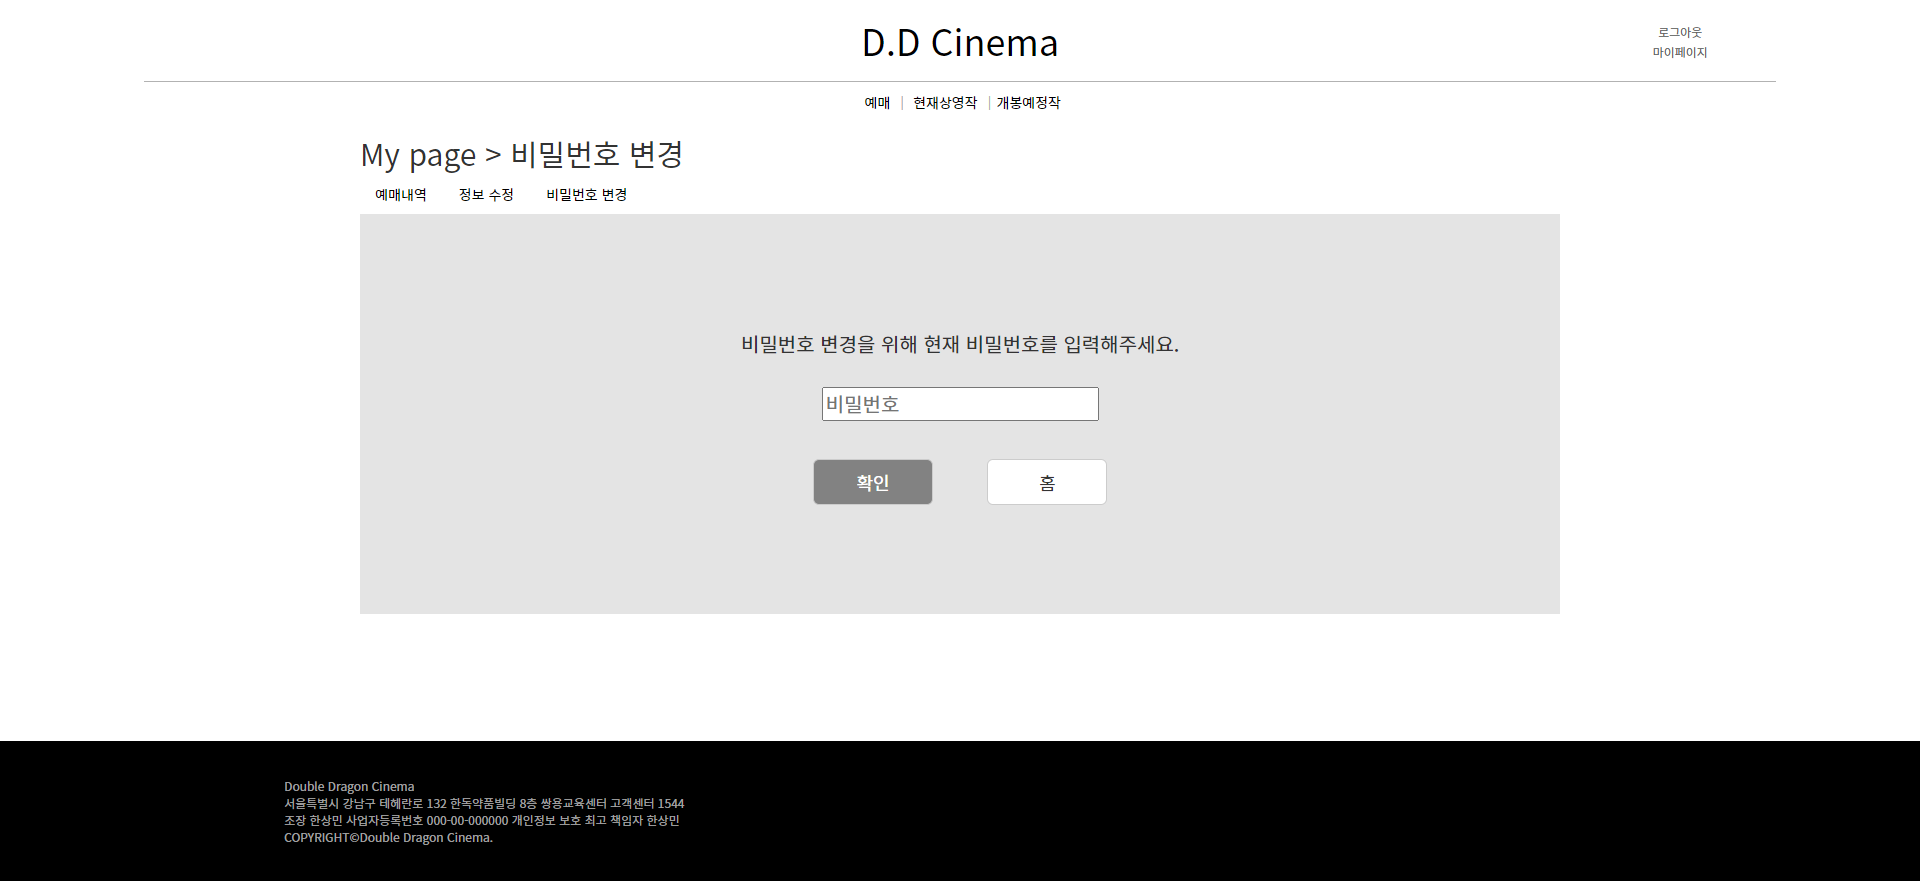 D.D Cinema
로그아웃
마이페이지
예매 | 현재상영작 | 개봉예정작
My page > 비밀번호 변경
예매내역 정보 수정 비밀번호 변경
비밀번호 변경을 위해 현재 비밀번호를 입력해주세요.
비밀번호
확인 홈
Double Dragon Cinema
서울특별시 강남구 테헤란로 132 한독약품빌딩 8층 쌍용교육센터 고객센터 1544
조장 한상민 사업자등록번호 000-00-000000 개인정보 보호 최고 책임자 한상민
COPYRIGHT©Double Dragon Cinema.